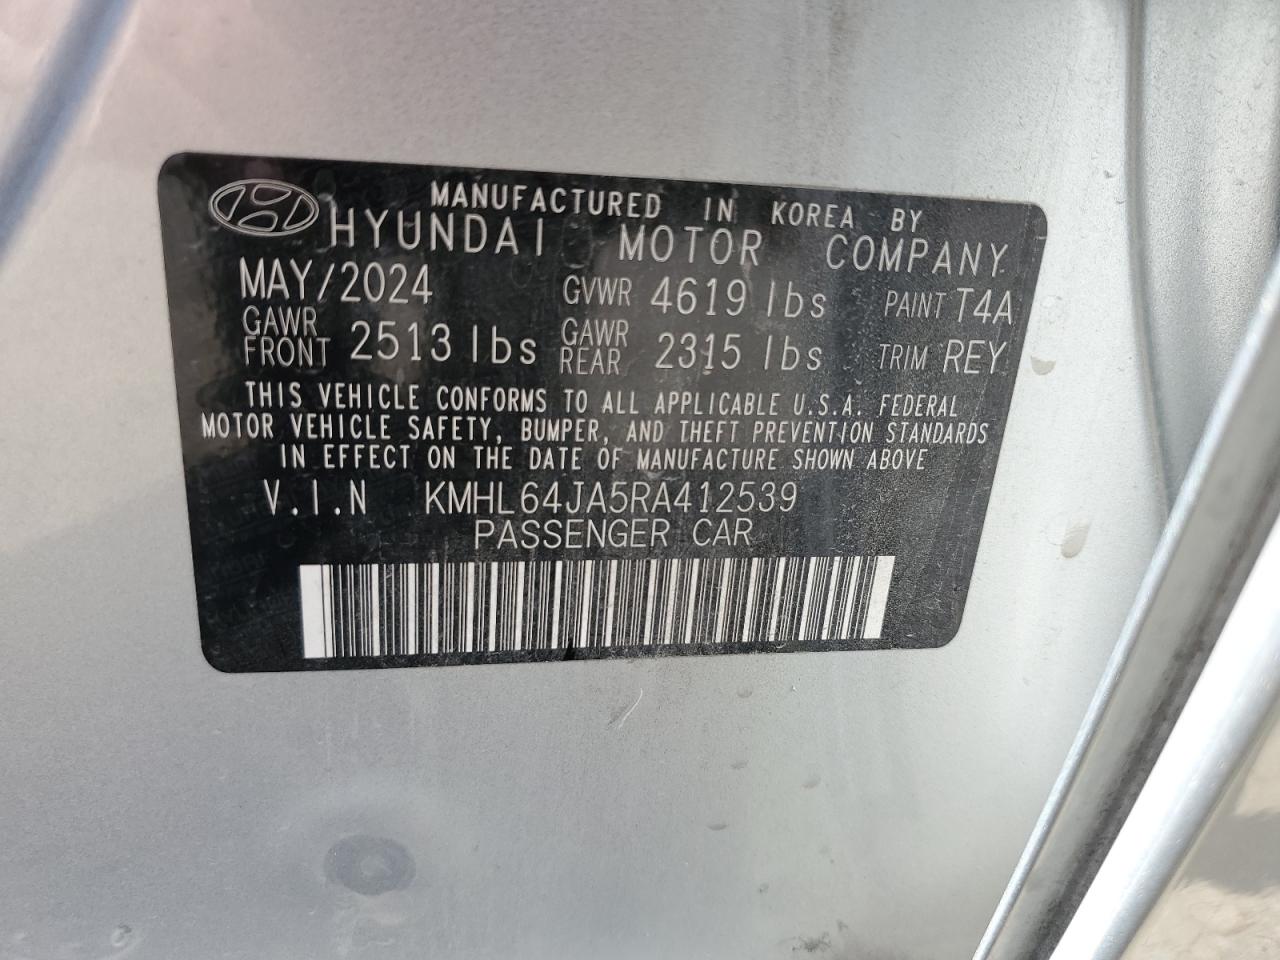 MANUFACTURED IN KOREA BY
HYUNDAI MOTOR COMPANY
MAY/2024 GVWR 4619 lbs PAINT T4A
GAWR FRONT 2513 lbs GAWR REAR 2315 lbs TRIM REY
THIS VEHICLE CONFORMS TO ALL APPLICABLE U.S.A. FEDERAL
MOTOR VEHICLE SAFETY, BUMPER, AND THEFT PREVENTION STANDARDS
IN EFFECT ON THE DATE OF MANUFACTURE SHOWN ABOVE
V.I.N KMHL64JA5RA412539
PASSENGER CAR